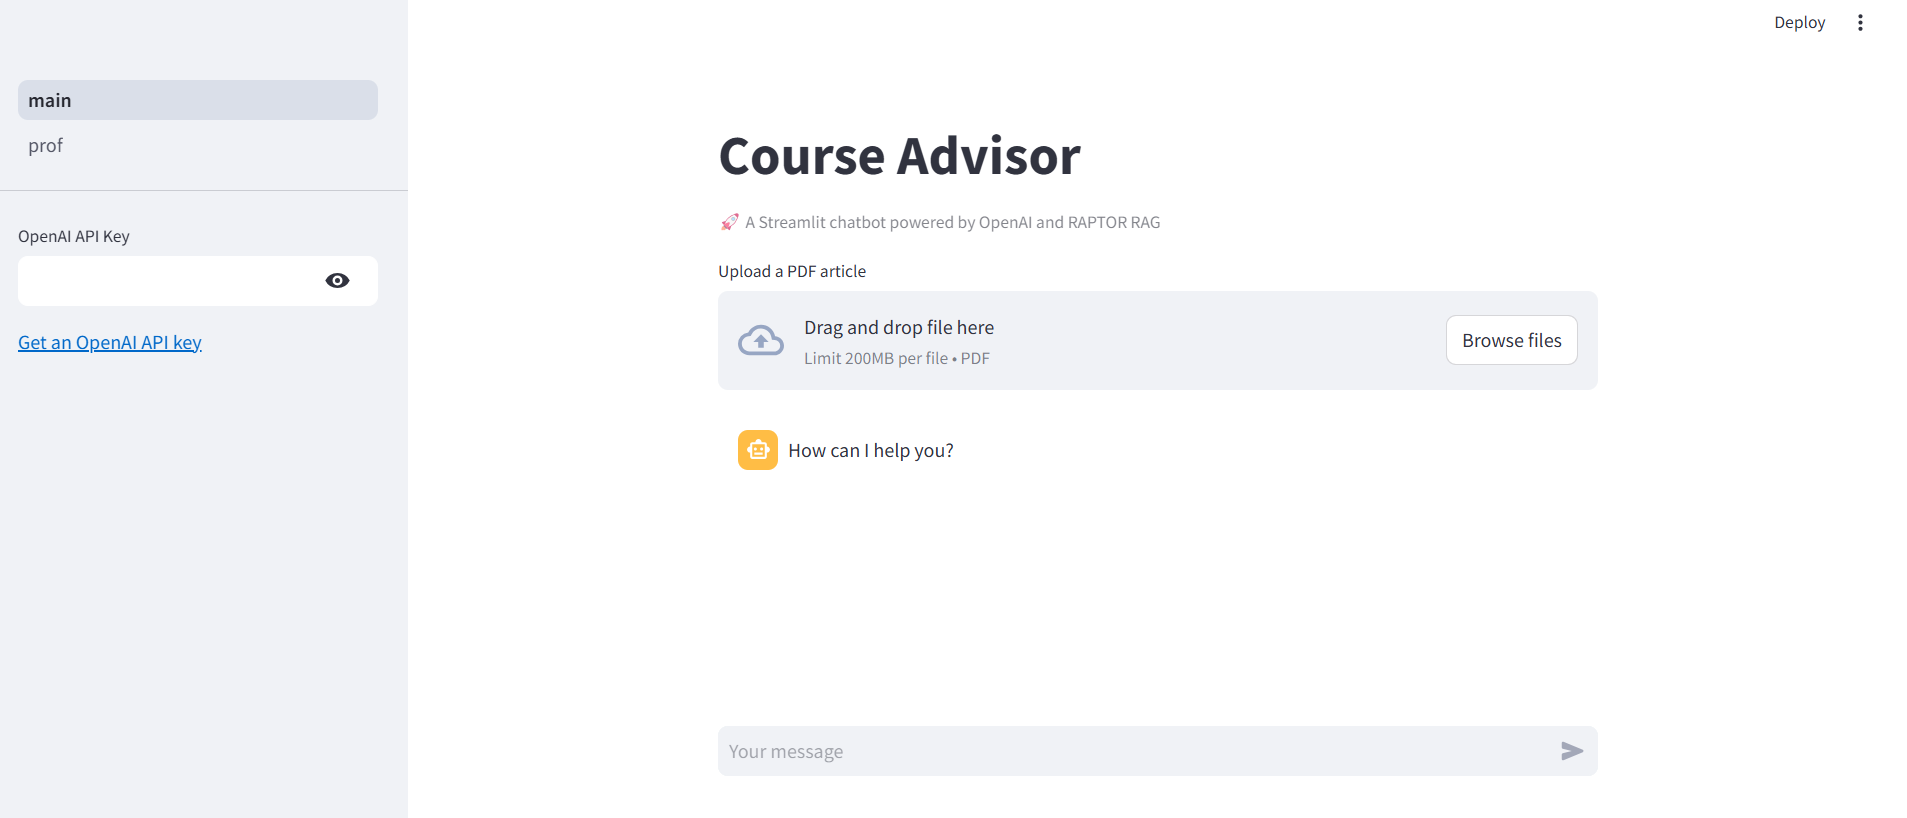 Deploy
main
prof
OpenAI API Key
Get an OpenAI API key
Course Advisor
🚀 A Streamlit chatbot powered by OpenAI and RAPTOR RAG
Upload a PDF article
Drag and drop file here
Limit 200MB per file • PDF
Browse files
How can I help you?
Your message